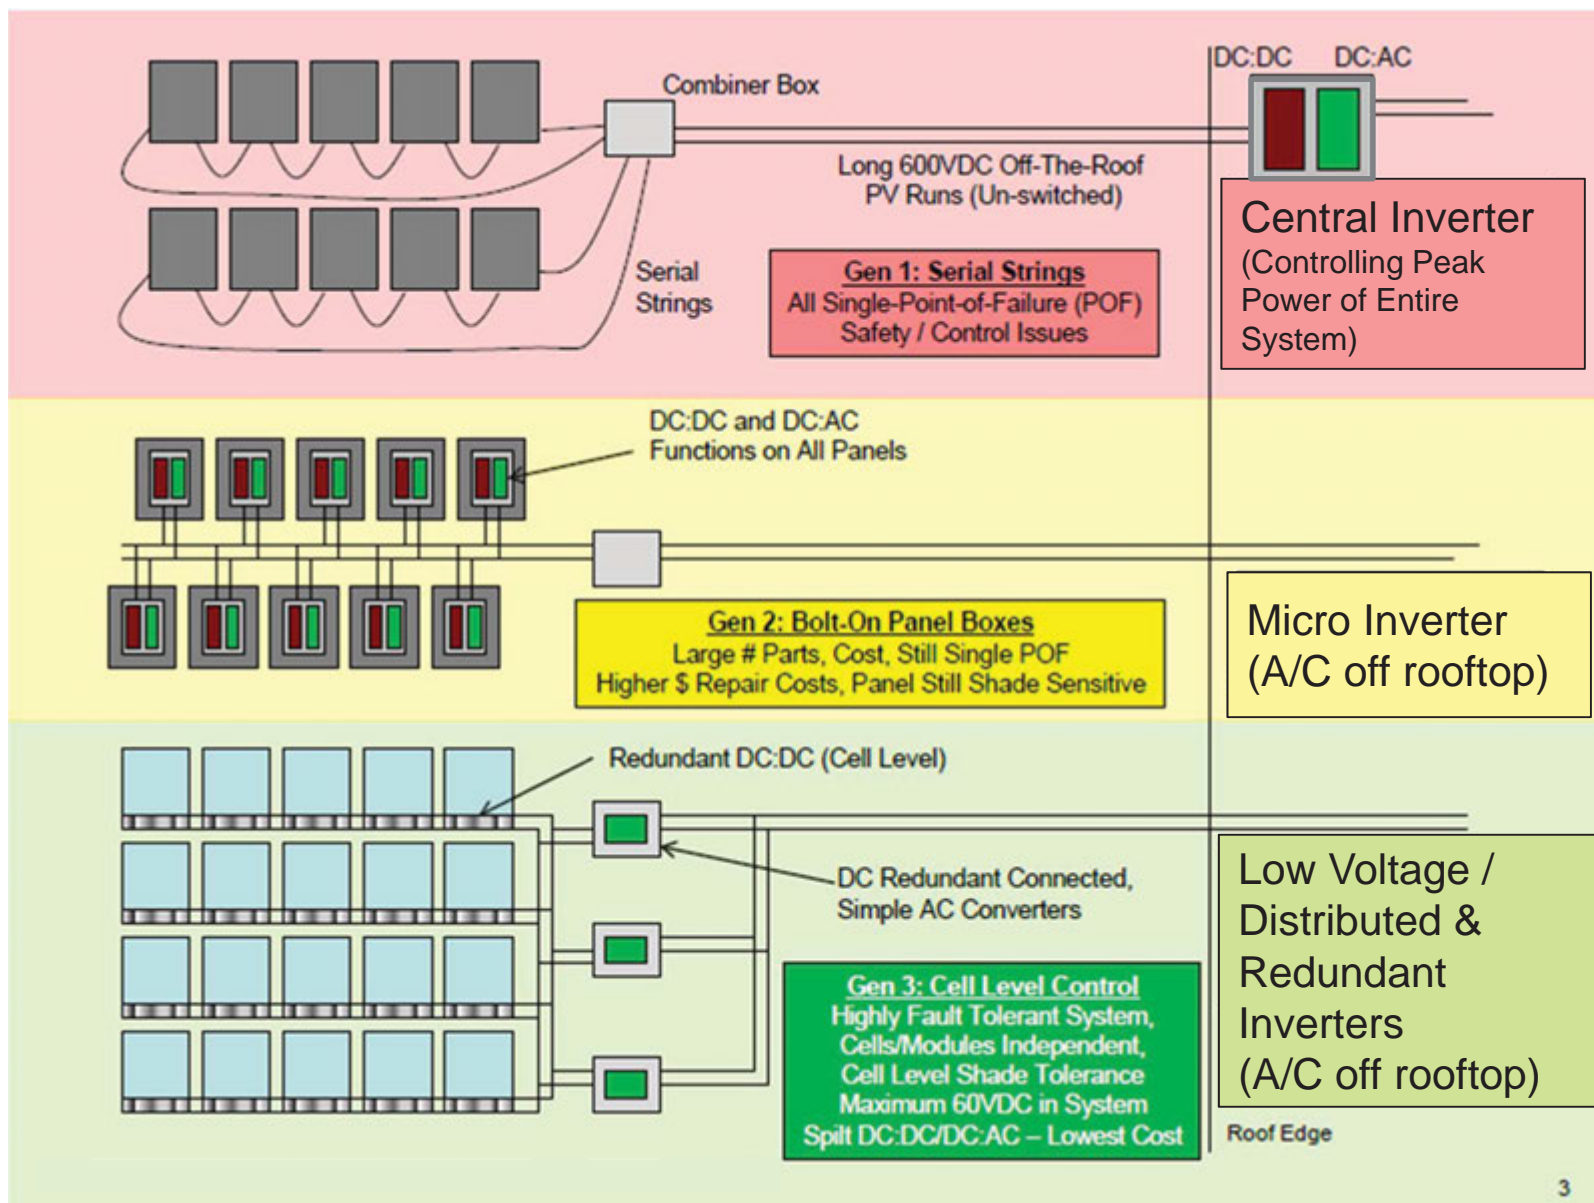 DC:DC
DC:AC
Combiner Box
Long 600VDC Off-The-Roof
PV Runs (Un-switched)
Serial
Strings
Gen 1: Serial Strings
All Single-Point-of-Failure (POF)
Safety / Control Issues
Central Inverter
(Controlling Peak
Power of Entire
System)
DC:DC and DC:AC
Functions on All Panels
Gen 2: Bolt-On Panel Boxes
Large # Parts, Cost, Still Single POF
Higher $ Repair Costs, Panel Still Shade Sensitive
Micro Inverter
(A/C off rooftop)
Redundant DC:DC (Cell Level)
DC Redundant Connected,
Simple AC Converters
Gen 3: Cell Level Control
Highly Fault Tolerant System,
Cells/Modules Independent,
Cell Level Shade Tolerance
Maximum 60VDC in System
Spilt DC:DC/DC:AC – Lowest Cost
Low Voltage /
Distributed &
Redundant
Inverters
(A/C off rooftop)
Roof Edge
3